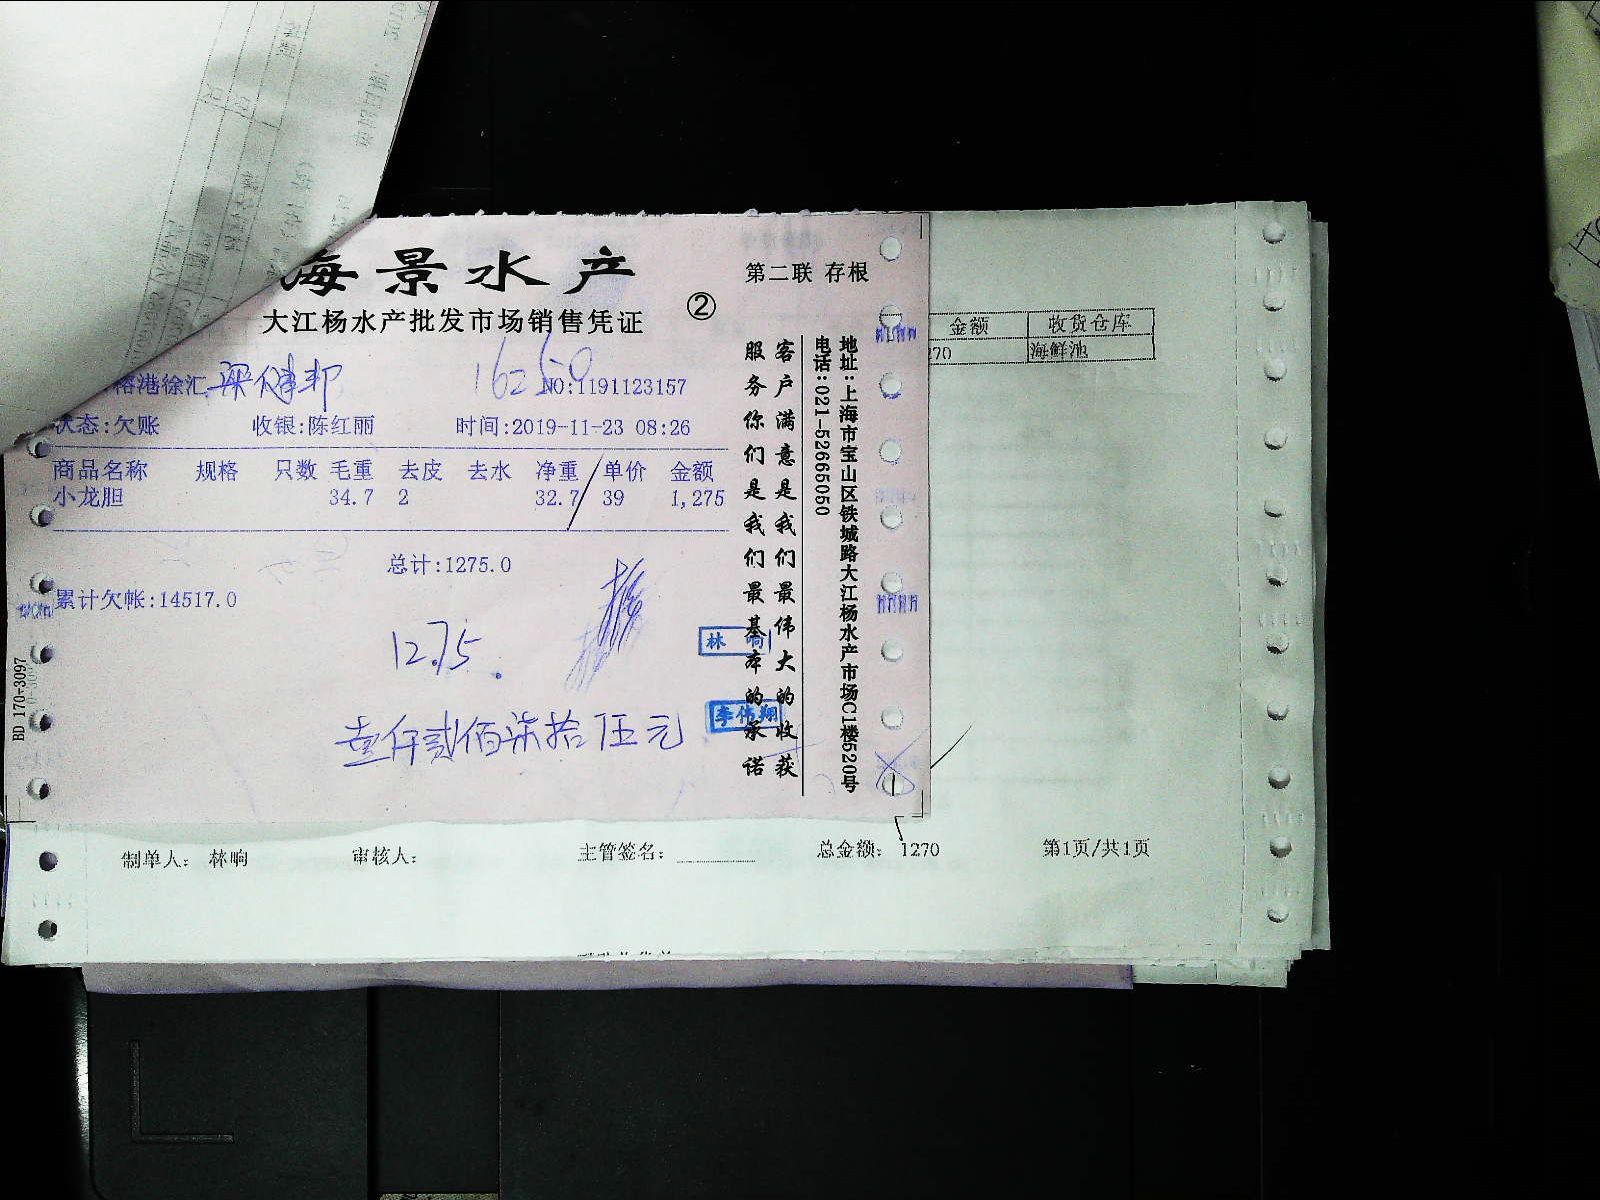 海景水产
第二联 存根
大江杨水产批发市场销售凭证
②
榕港徐汇
16250
NO:1191123157
状态:欠账 收银:陈红丽 时间:2019-11-23 08:26
商品名称 规格 只数 毛重 去皮 去水 净重 单价 金额
小龙胆 34.7 2 32.7 39 1,275
总计:1275.0
累计欠帐:14517.0
1275.
壹仟贰佰柒拾伍元
林晌
李伟翔
客户满意是我们最伟大的收获
服务你们是我们最基本的承诺
地址:上海市宝山区铁城路大江杨水产市场C1楼520号
电话:021-52665050
BD 170-3097
金额 收货仓库
270 海鲜池
制单人: 林晌 审核人: 主管签名: 总金额: 1270 第1页/共1页